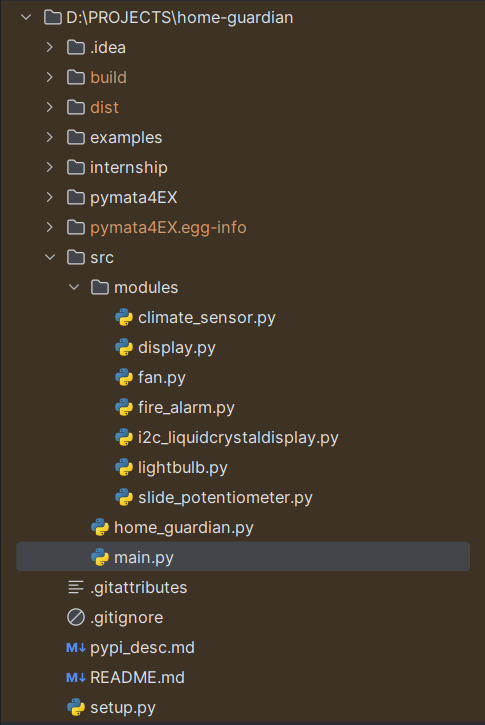 D:\PROJECTS\home-guardian
.idea
build
dist
examples
internship
pymata4EX
pymata4EX.egg-info
src
modules
climate_sensor.py
display.py
fan.py
fire_alarm.py
i2c_liquidcrystaldisplay.py
lightbulb.py
slide_potentiometer.py
home_guardian.py
main.py
.gitattributes
.gitignore
M↓ pypi_desc.md
M↓ README.md
setup.py